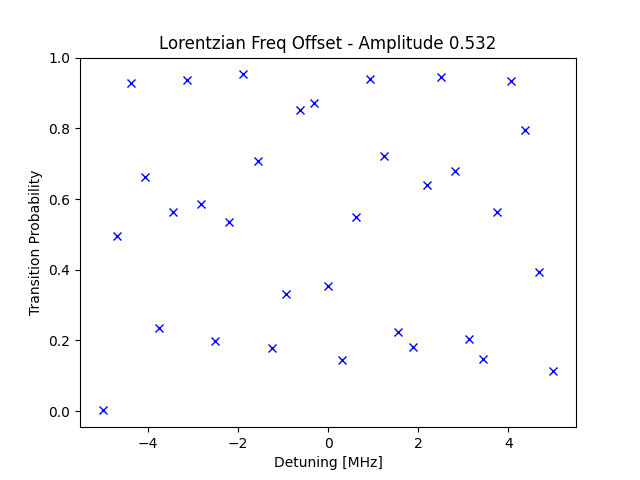 Lorentzian Freq Offset - Amplitude 0.532
Transition Probability
1.0
0.8
0.6
0.4
0.2
0.0
−4 −2 0 2 4
Detuning [MHz]